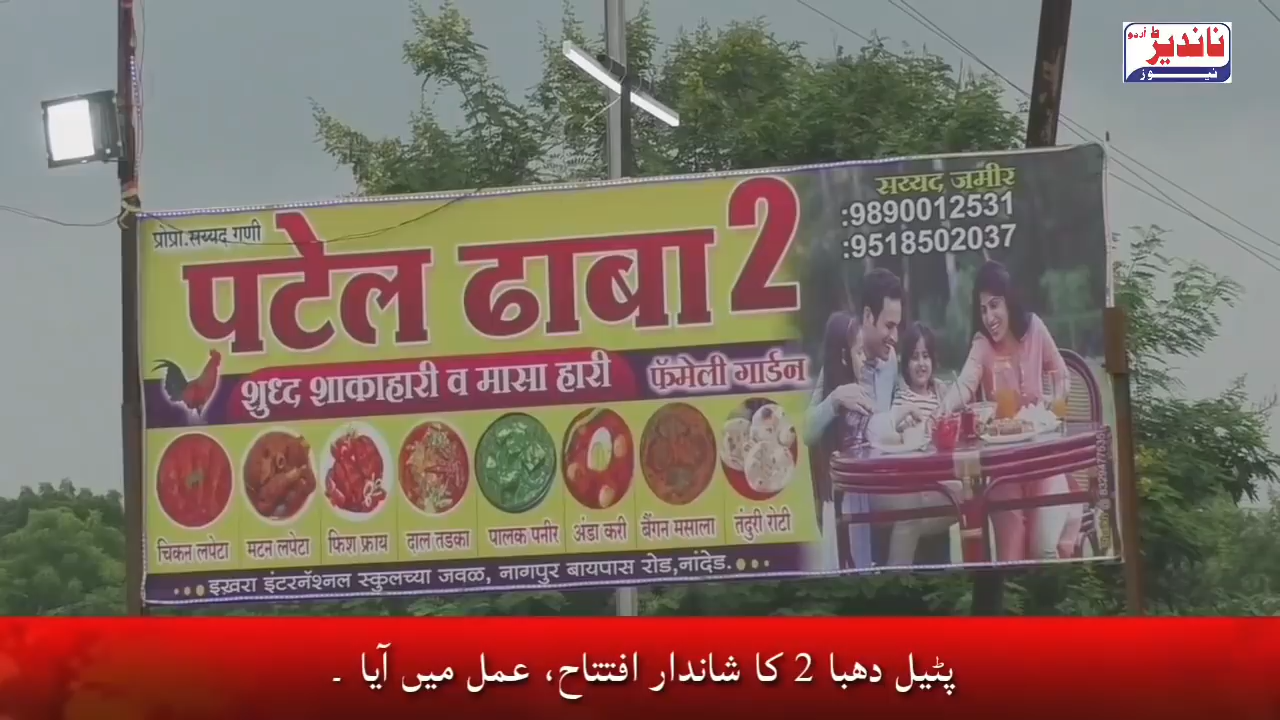 ناندیڑ اُردو
نیوز
प्रोप्रा.सय्यद गणी
पटेल ढाबा 2
सय्यद जमीर
:9890012531
:9518502037
शुध्द शाकाहारी व मासा हारी
फॅमेली गार्डन
चिकन लपेटा
मटन लपेटा
फिश फ्राय
दाल तडका
पालक पनीर
अंडा करी
बैंगन मसाला
तंदुरी रोटी
इखरा इंटरनॅश्नल स्कुलच्या जवळ, नागपुर बायपास रोड,नांदेड.
پٹیل دھبا 2 کا شاندار افتتاح، عمل میں آیا ۔